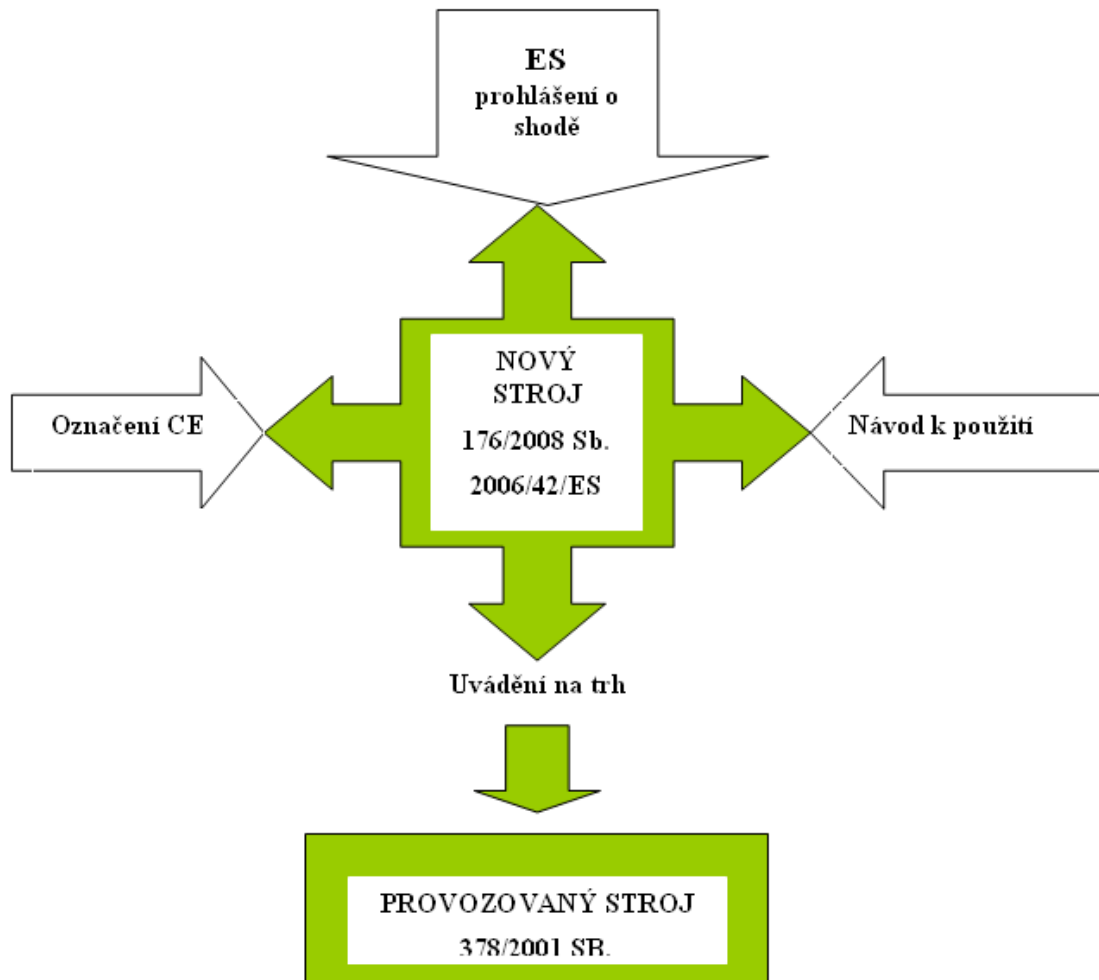 ES
prohlášení o
shodě
NOVÝ
STROJ
176/2008 Sb.
2006/42/ES
Označení CE
Návod k použití
Uvádění na trh
PROVOZOVANÝ STROJ
378/2001 SB.